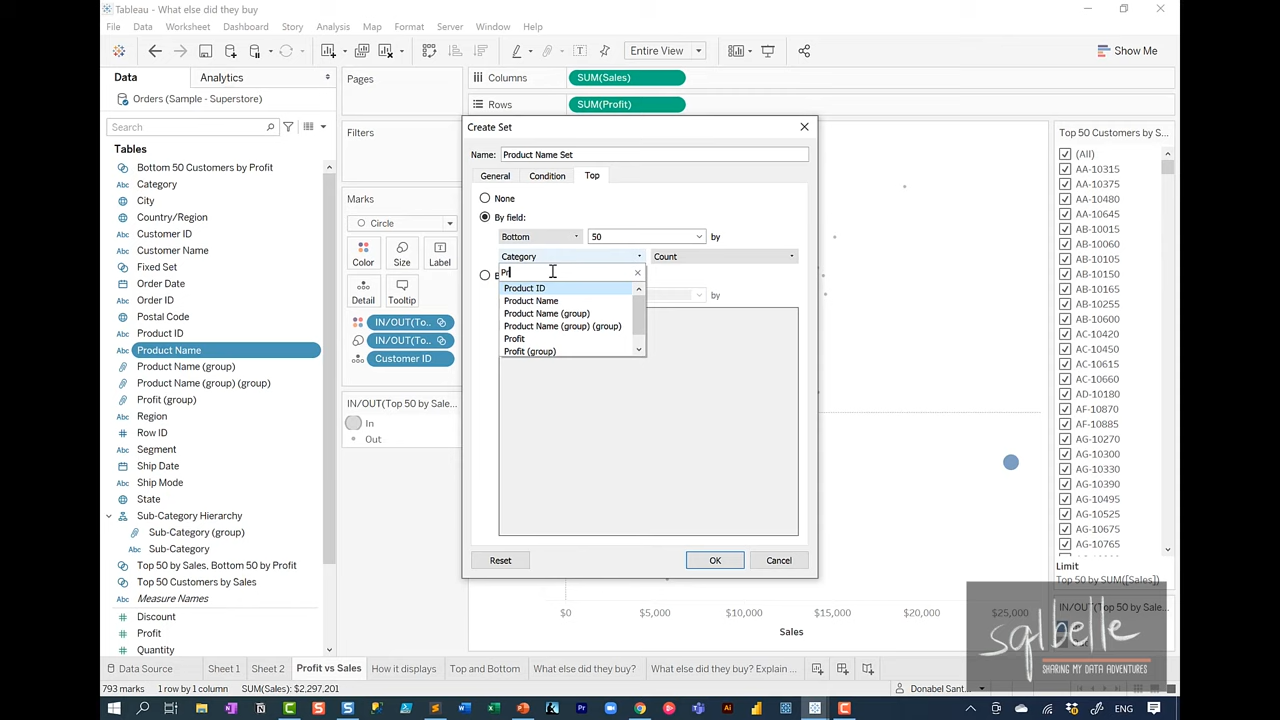 Tableau - What else did they buy
File Data Worksheet Dashboard Story Analysis Map Format Server Window Help
Entire View
Show Me
Data Analytics
Orders (Sample - Superstore)
Search
Tables
Bottom 50 Customers by Profit
Category
City
Country/Region
Customer ID
Customer Name
Fixed Set
Order Date
Order ID
Postal Code
Product ID
Product Name
Product Name (group)
Product Name (group) (group)
Profit (group)
Region
Row ID
Segment
Ship Date
Ship Mode
State
Sub-Category Hierarchy
Sub-Category (group)
Sub-Category
Top 50 by Sales, Bottom 50 by Profit
Top 50 Customers by Sales
Measure Names
Discount
Profit
Quantity
Pages
Filters
Marks
Circle
Color Size Label
Detail Tooltip
IN/OUT(To..
IN/OUT(To..
Customer ID
IN/OUT(Top 50 by Sale...
In
Out
Columns SUM(Sales)
Rows SUM(Profit)
Create Set
Name: Product Name Set
General Condition Top
None
By field:
Bottom 50 by
Category Count
Pr
by
Product ID
Product Name
Product Name (group)
Product Name (group) (group)
Profit
Profit (group)
Reset OK Cancel
$0 $5,000 $10,000 $15,000 $20,000 $25,000
Sales
Top 50 Customers by S...
(All)
AA-10315
AA-10375
AA-10480
AA-10645
AB-10015
AB-10060
AB-10105
AB-10150
AB-10165
AB-10255
AB-10600
AC-10420
AC-10450
AC-10615
AC-10660
AD-10180
AF-10870
AF-10885
AG-10270
AG-10300
AG-10330
AG-10390
AG-10495
AG-10525
AG-10675
AG-10765
Limit
Top 50 by SUM([Sales])
IN/OUT(Top 50 by Sale...
sqlbelle
SHARING MY DATA ADVENTURES
Data Source Sheet 1 Sheet 2 Profit vs Sales How it displays Top and Bottom What else did they buy? What else did they buy? Explain ...
793 marks 1 row by 1 column SUM(Sales): $2,297,201
Donabel Sant...
ENG